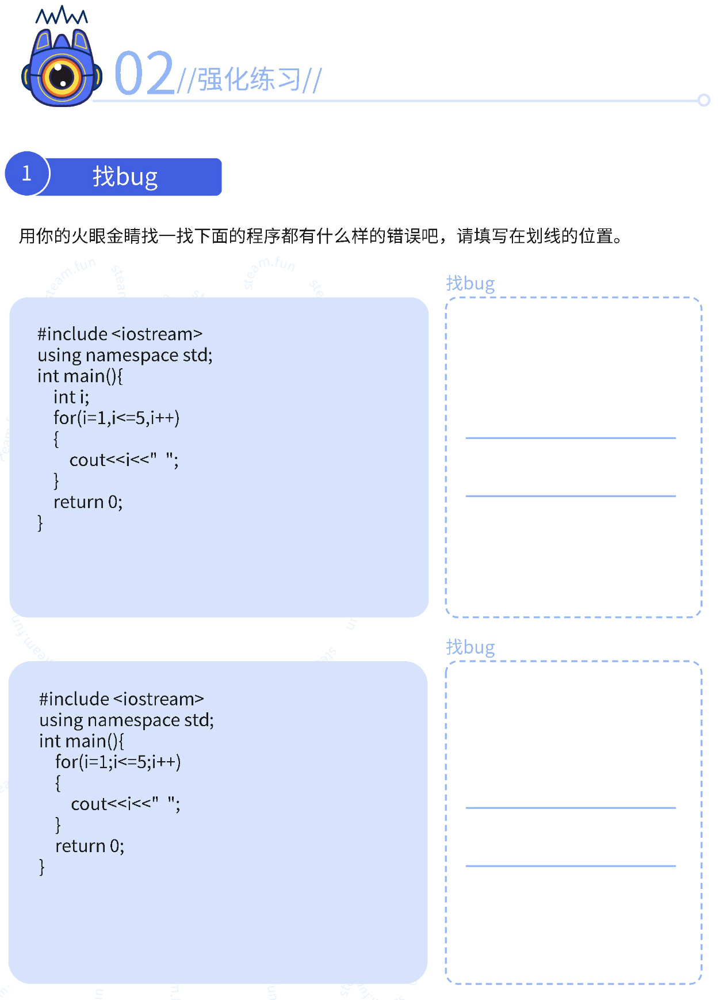 02//强化练习//
1 找bug
用你的火眼金睛找一找下面的程序都有什么样的错误吧，请填写在划线的位置。
找bug
#include <iostream>
using namespace std;
int main(){
    int i;
    for(i=1,i<=5,i++)
    {
        cout<<i<<"  ";
    }
    return 0;
}
找bug
#include <iostream>
using namespace std;
int main(){
    for(i=1;i<=5;i++)
    {
        cout<<i<<"  ";
    }
    return 0;
}